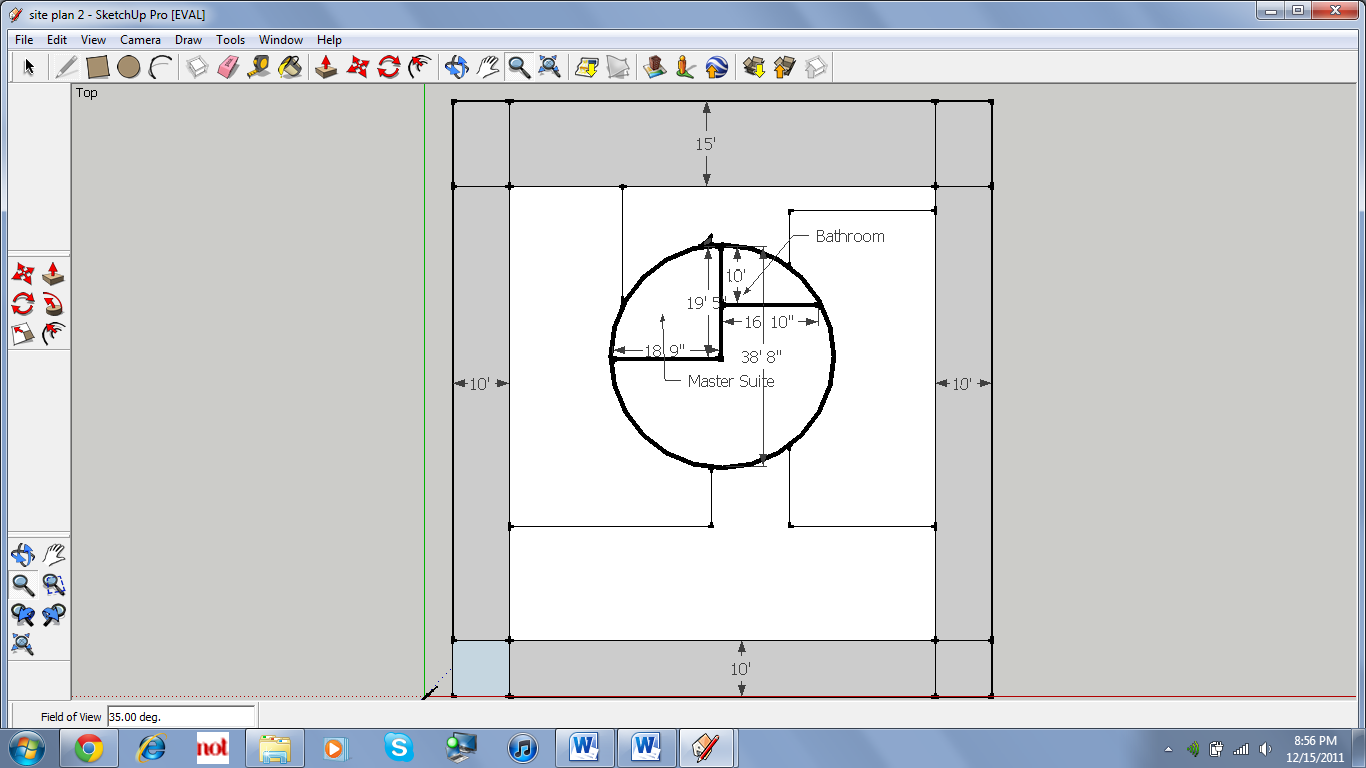 site plan 2 - SketchUp Pro [EVAL]
File Edit View Camera Draw Tools Window Help
Top
15'
Bathroom
10'
19' 5"
16' 10"
18' 9"
38' 8"
Master Suite
10'
10'
10'
Field of View 35.00 deg.
not
8:56 PM
12/15/2011